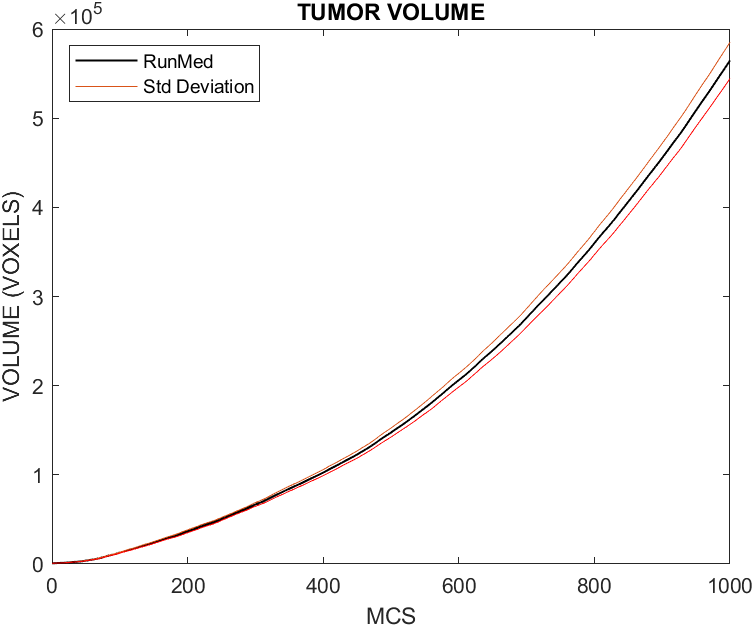 TUMOR VOLUME
×10^5
RunMed
Std Deviation
VOLUME (VOXELS)
6
5
4
3
2
1
0
0 200 400 600 800 1000
MCS